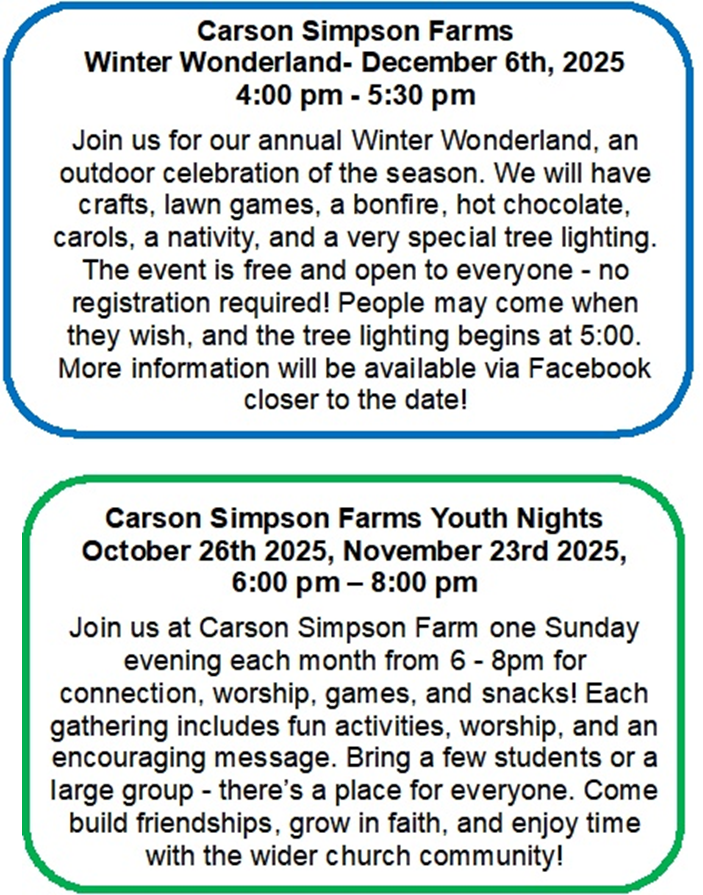 Carson Simpson Farms
Winter Wonderland- December 6th, 2025
4:00 pm - 5:30 pm
Join us for our annual Winter Wonderland, an
outdoor celebration of the season. We will have
crafts, lawn games, a bonfire, hot chocolate,
carols, a nativity, and a very special tree lighting.
The event is free and open to everyone - no
registration required! People may come when
they wish, and the tree lighting begins at 5:00.
More information will be available via Facebook
closer to the date!
Carson Simpson Farms Youth Nights
October 26th 2025, November 23rd 2025,
6:00 pm – 8:00 pm
Join us at Carson Simpson Farm one Sunday
evening each month from 6 - 8pm for
connection, worship, games, and snacks! Each
gathering includes fun activities, worship, and an
encouraging message. Bring a few students or a
large group - there’s a place for everyone. Come
build friendships, grow in faith, and enjoy time
with the wider church community!